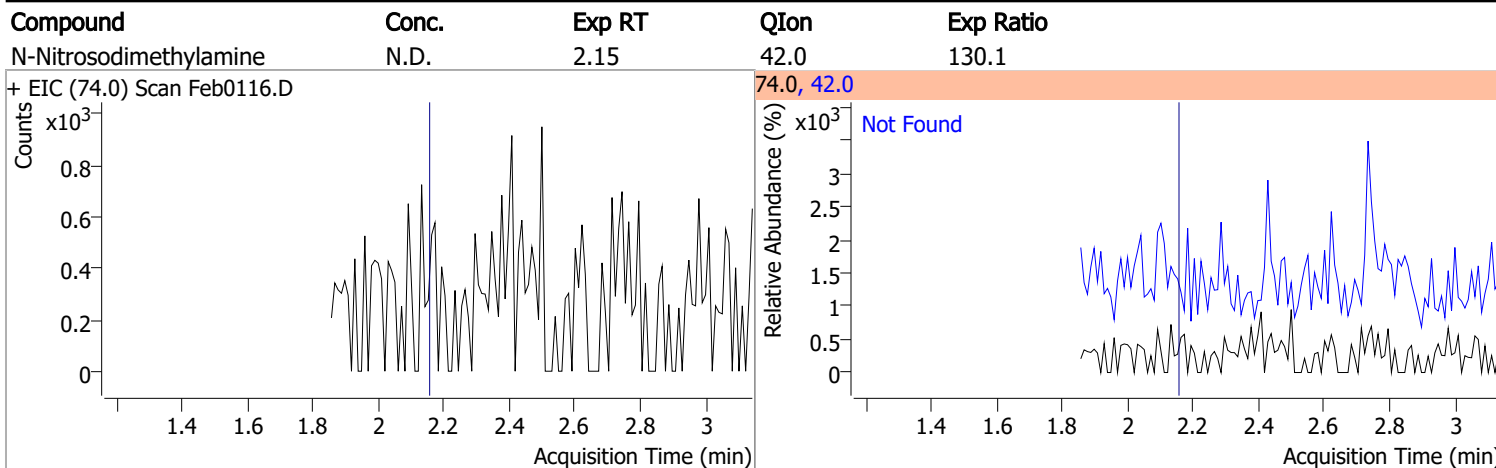 Compound Conc. Exp RT QIon Exp Ratio
N-Nitrosodimethylamine N.D. 2.15 42.0 130.1
+ EIC (74.0) Scan Feb0116.D
Counts
x10³
0.8
0.6
0.4
0.2
0
1.4 1.6 1.8 2 2.2 2.4 2.6 2.8 3
Acquisition Time (min)
74.0, 42.0
Relative Abundance (%)
x10³
Not Found
3
2.5
2
1.5
1
0.5
0
1.4 1.6 1.8 2 2.2 2.4 2.6 2.8 3
Acquisition Time (min)